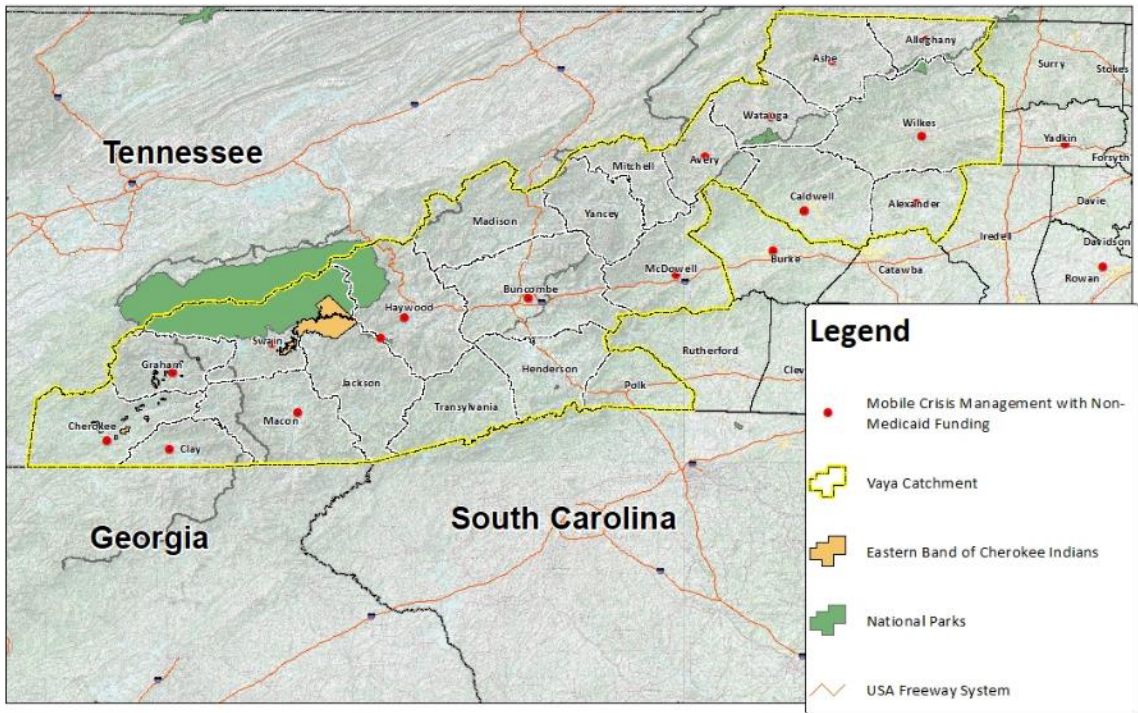 Alleghany
Ashe
Surry
Stokes
Watauga
Wilkes
Yadkin
Forsyth
Tennessee
Mitchell
Avery
Caldwell
Alexander
Davie
Madison
Yancey
Iredell
Davidson
Burke
Catawba
McDowell
Rowan
Buncombe
Haywood
Swain
Rutherford
Clev
Graham
Henderson
Jackson
Polk
Transylvania
Macon
Cherokee
Clay
Georgia
South Carolina
Legend
Mobile Crisis Management with Non-
Medicaid Funding
Vaya Catchment
Eastern Band of Cherokee Indians
National Parks
USA Freeway System